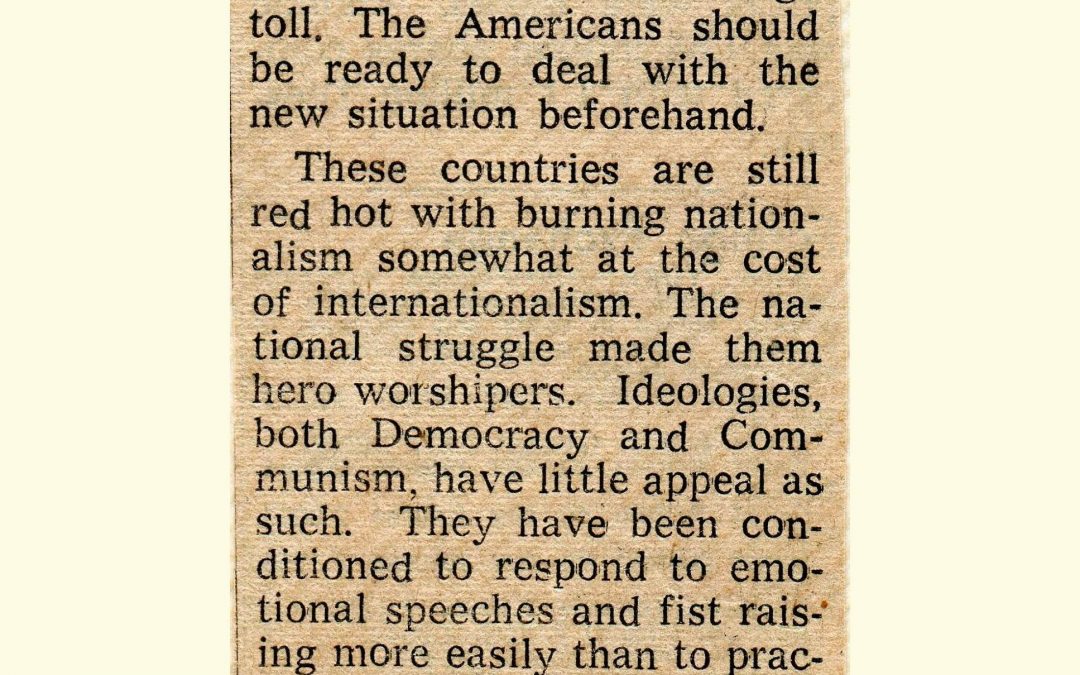 toll. The Americans should
be ready to deal with the
new situation beforehand.
These countries are still
red hot with burning nation-
alism somewhat at the cost
of internationalism. The na-
tional struggle made them
hero worshipers. Ideologies,
both Democracy and Com-
munism, have little appeal as
such. They have been con-
ditioned to respond to emo-
tional speeches and fist rais-
ing more easily than to prac-